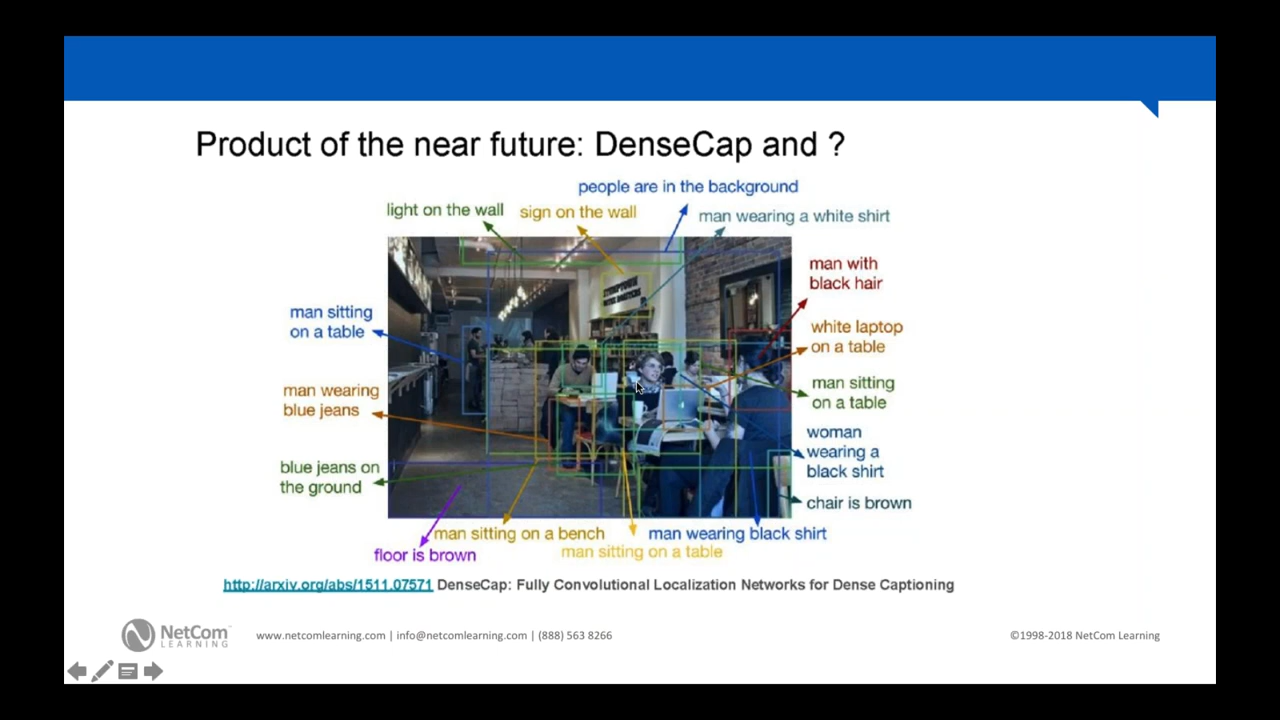 Product of the near future: DenseCap and ?
people are in the background
light on the wall
sign on the wall
man wearing a white shirt
man with
black hair
man sitting
on a table
white laptop
on a table
man wearing
blue jeans
man sitting
on a table
woman
wearing a
black shirt
blue jeans on
the ground
chair is brown
man sitting on a bench
man wearing black shirt
man sitting on a table
floor is brown
http://arxiv.org/abs/1511.07571 DenseCap: Fully Convolutional Localization Networks for Dense Captioning
NetCom
LEARNING
www.netcomlearning.com | info@netcomlearning.com | (888) 563 8266
©1998-2018 NetCom Learning